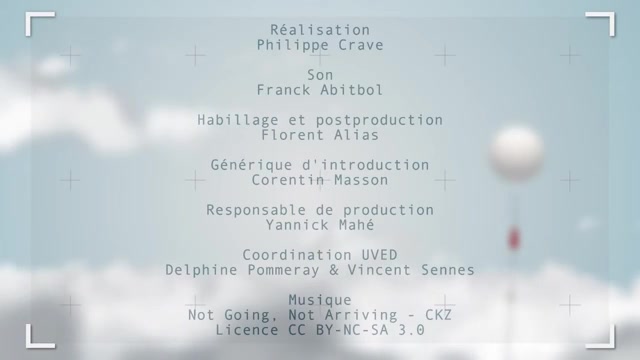 Réalisation
Philippe Crave
Son
Franck Abitbol
Habillage et postproduction
Florent Alias
Générique d'introduction
Corentin Masson
Responsable de production
Yannick Mahé
Coordination UVED
Delphine Pommeray & Vincent Sennes
Musique
Not Going, Not Arriving - CKZ
Licence CC BY-NC-SA 3.0